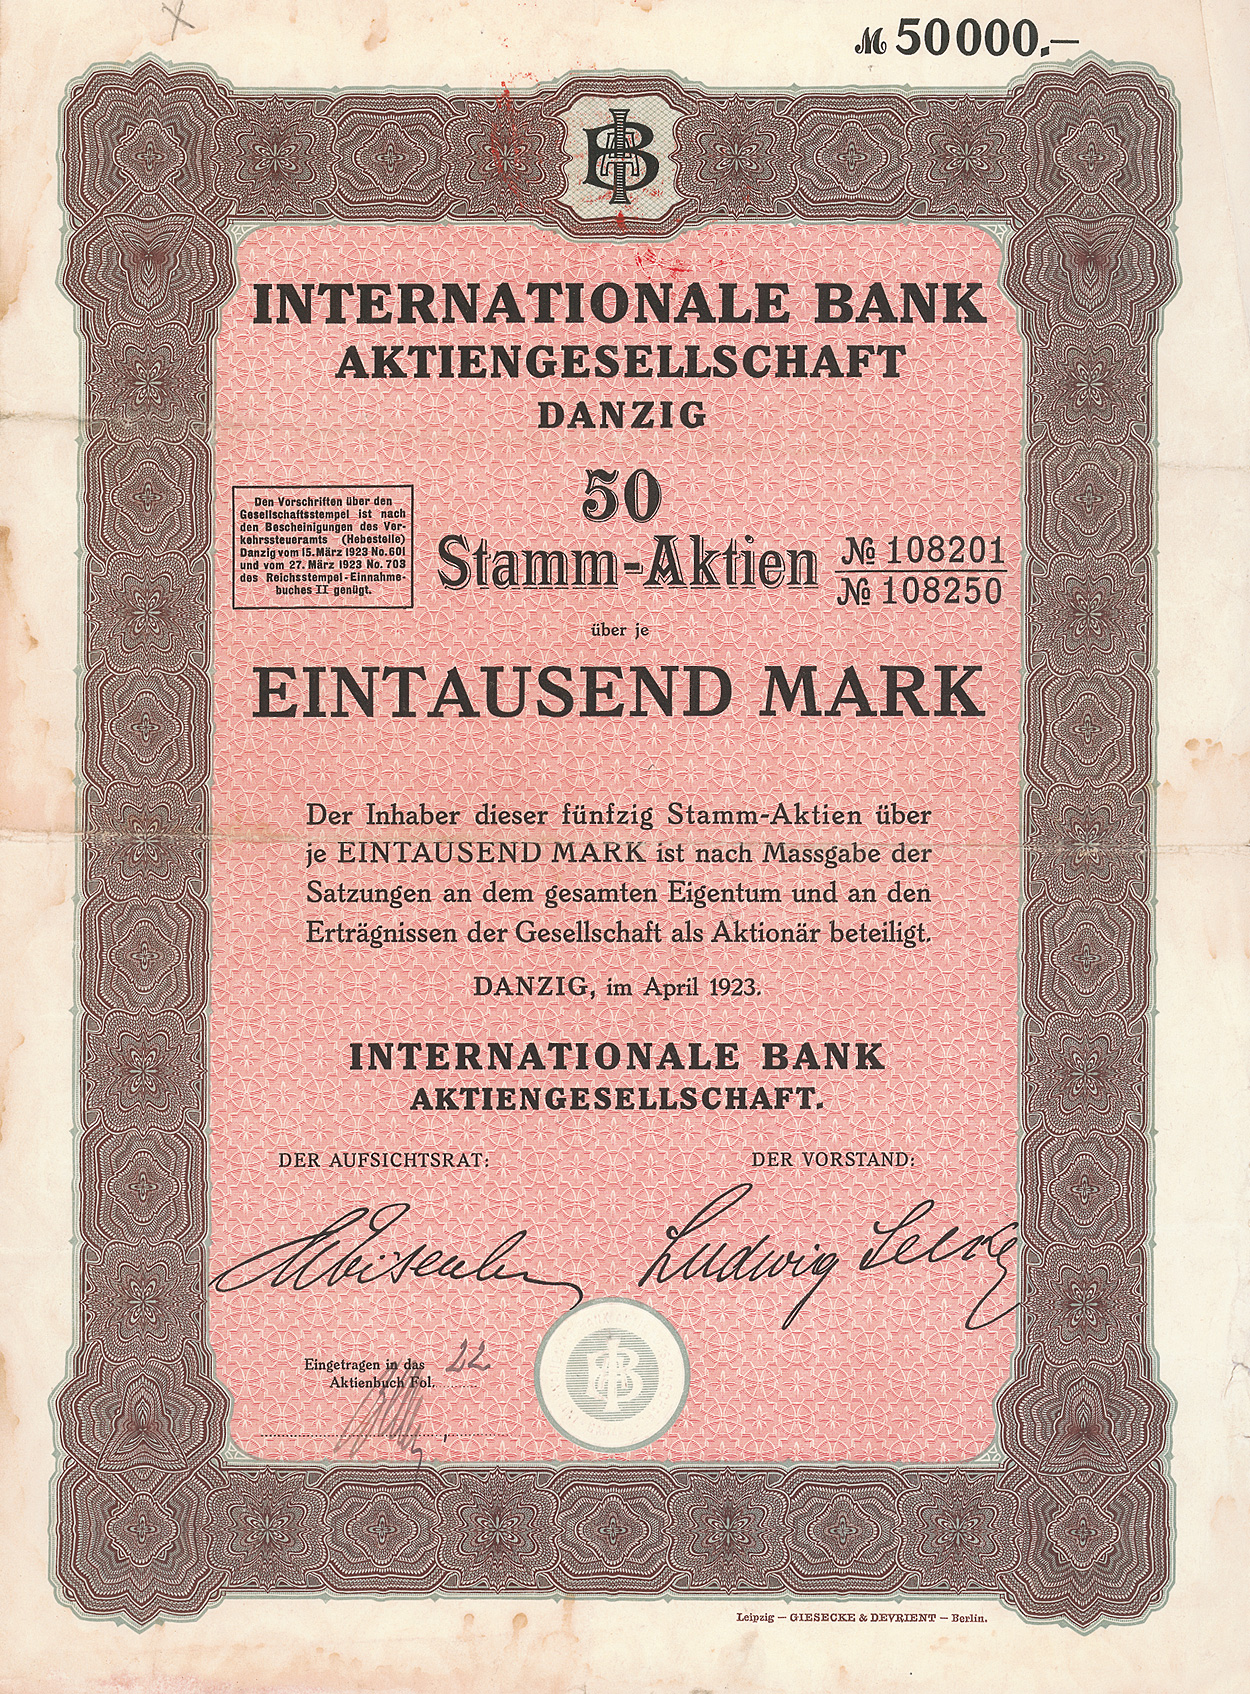 ℳ 50000.—
INTERNATIONALE BANK
AKTIENGESELLSCHAFT
DANZIG
50
Den Vorschriften über den
Gesellschaftsstempel ist nach
den Bescheinigungen des Ver-
kehrssteueramts (Hebestelle)
Danzig vom 15. März 1923 No. 601
und vom 27. März 1923 No. 703
des Reichsstempel-Einnahme-
buches II genügt.
Stamm-Aktien
№ 108201
№ 108250
über je
EINTAUSEND MARK
Der Inhaber dieser fünfzig Stamm-Aktien über
je EINTAUSEND MARK ist nach Massgabe der
Satzungen an dem gesamten Eigentum und an den
Erträgnissen der Gesellschaft als Aktionär beteiligt.
DANZIG, im April 1923.
INTERNATIONALE BANK
AKTIENGESELLSCHAFT.
DER AUFSICHTSRAT:
DER VORSTAND:
Ludwig
Eingetragen in das
Aktienbuch Fol. 22
Leipzig — GIESECKE & DEVRIENT — Berlin.